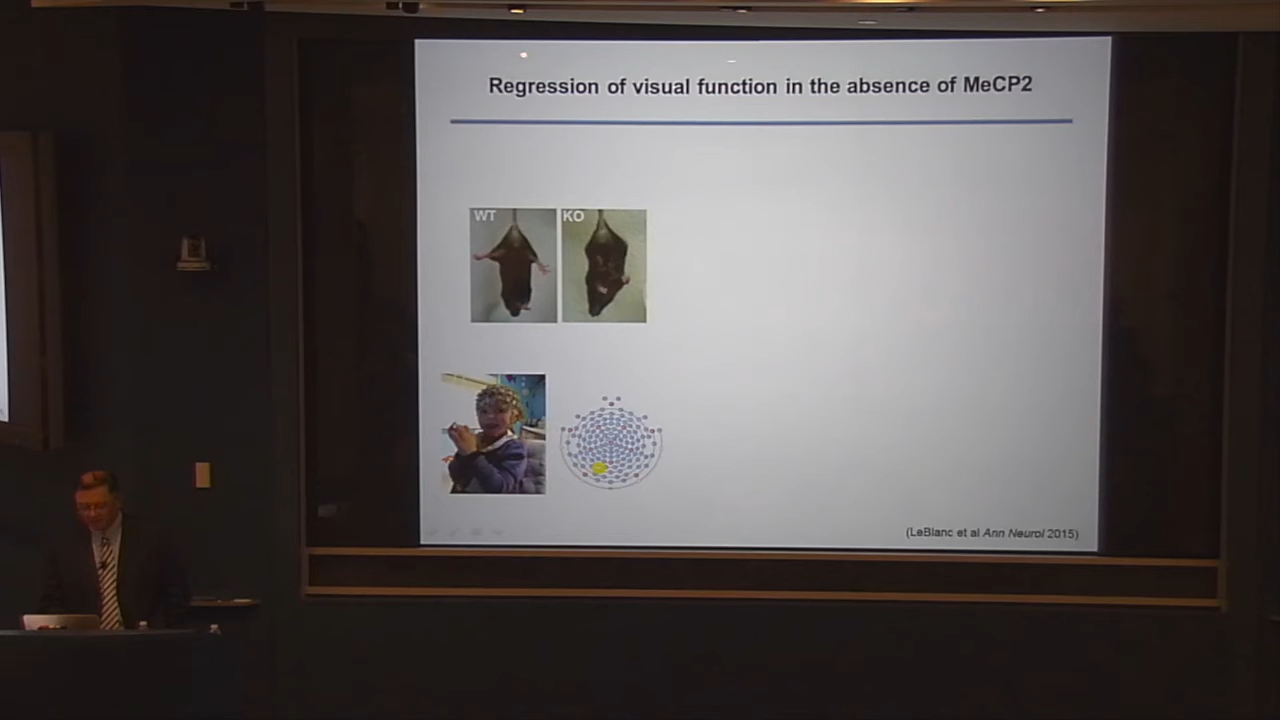 Regression of visual function in the absence of MeCP2
WT
KO
(LeBlanc et al Ann Neurol 2015)